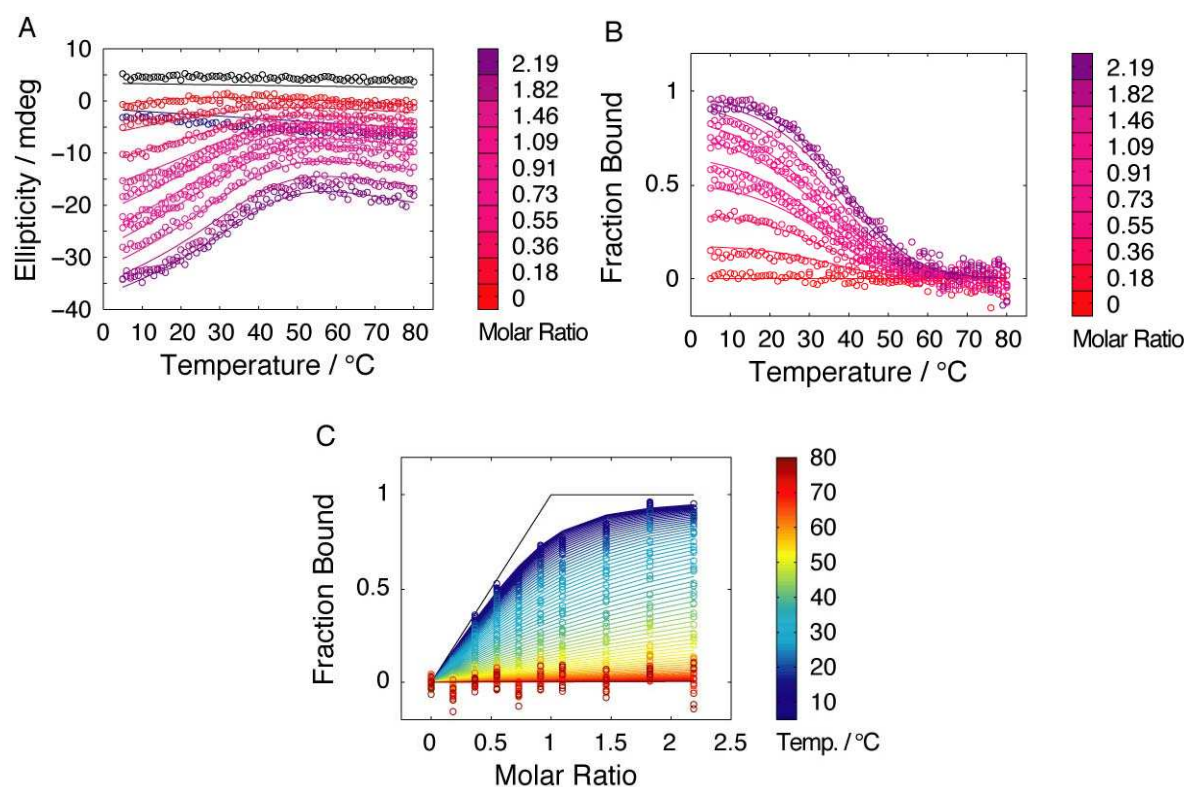 A
10
0
−10
−20
−30
−40
Ellipticity / mdeg
0 10 20 30 40 50 60 70 80
Temperature / °C
2.19
1.82
1.46
1.09
0.91
0.73
0.55
0.36
0.18
0
Molar Ratio
B
1
0.5
0
Fraction Bound
0 10 20 30 40 50 60 70 80
Temperature / °C
2.19
1.82
1.46
1.09
0.91
0.73
0.55
0.36
0.18
0
Molar Ratio
C
1
0.5
0
Fraction Bound
0 0.5 1 1.5 2 2.5
Molar Ratio
80
70
60
50
40
30
20
10
Temp. / °C